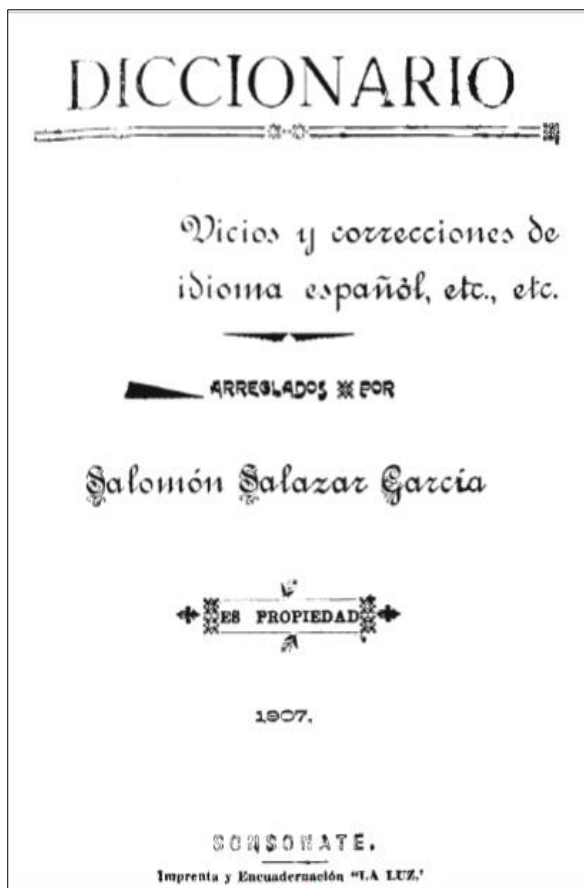 DICCIONARIO
Vicios y correcciones de
idioma español, etc., etc.
ARREGLADOS POR
Salomón Salazar García
ES PROPIEDAD
1907.
SONSONATE.
Imprenta y Encuadernación "LA LUZ."